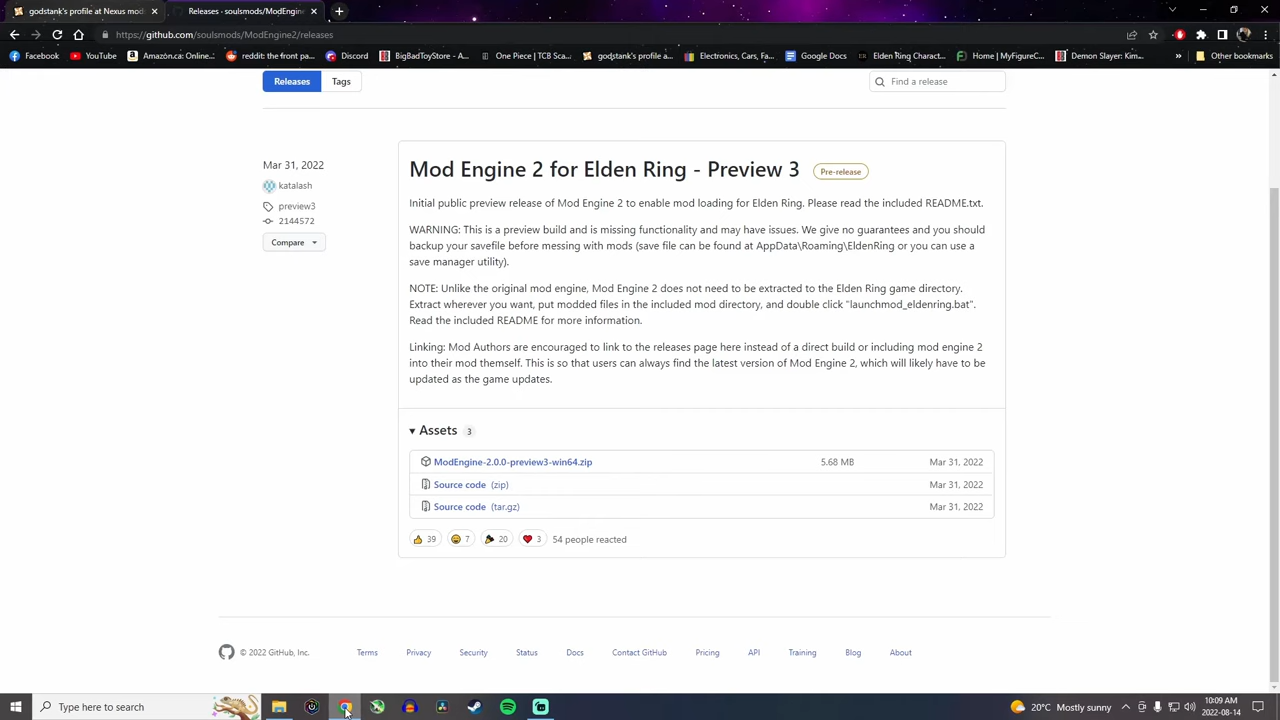 godstank's profile at Nexus mod
Releases · soulsmods/ModEngine2
https://github.com/soulsmods/ModEngine2/releases
Facebook
YouTube
Amazon.ca: Online...
reddit: the front pa...
Discord
BigBadToyStore - A...
One Piece | TCB Sca...
godstank's profile a...
Electronics, Cars, Fa...
Google Docs
Elden Ring Charact...
Home | MyFigureC...
Demon Slayer: Kim...
»
Other bookmarks
Releases
Tags
Find a release
Mar 31, 2022
katalash
preview3
2144572
Compare
Mod Engine 2 for Elden Ring - Preview 3 Pre-release
Initial public preview release of Mod Engine 2 to enable mod loading for Elden Ring. Please read the included README.txt.
WARNING: This is a preview build and is missing functionality and may have issues. We give no guarantees and you should
backup your savefile before messing with mods (save file can be found at AppData\Roaming\EldenRing or you can use a
save manager utility).
NOTE: Unlike the original mod engine, Mod Engine 2 does not need to be extracted to the Elden Ring game directory.
Extract wherever you want, put modded files in the included mod directory, and double click "launchmod_eldenring.bat".
Read the included README for more information.
Linking: Mod Authors are encouraged to link to the releases page here instead of a direct build or including mod engine 2
into their mod themself. This is so that users can always find the latest version of Mod Engine 2, which will likely have to be
updated as the game updates.
Assets 3
ModEngine-2.0.0-preview3-win64.zip 5.68 MB Mar 31, 2022
Source code (zip) Mar 31, 2022
Source code (tar.gz) Mar 31, 2022
39 7 20 3 54 people reacted
© 2022 GitHub, Inc. Terms Privacy Security Status Docs Contact GitHub Pricing API Training Blog About
Type here to search
20°C Mostly sunny
10:09 AM
2022-08-14